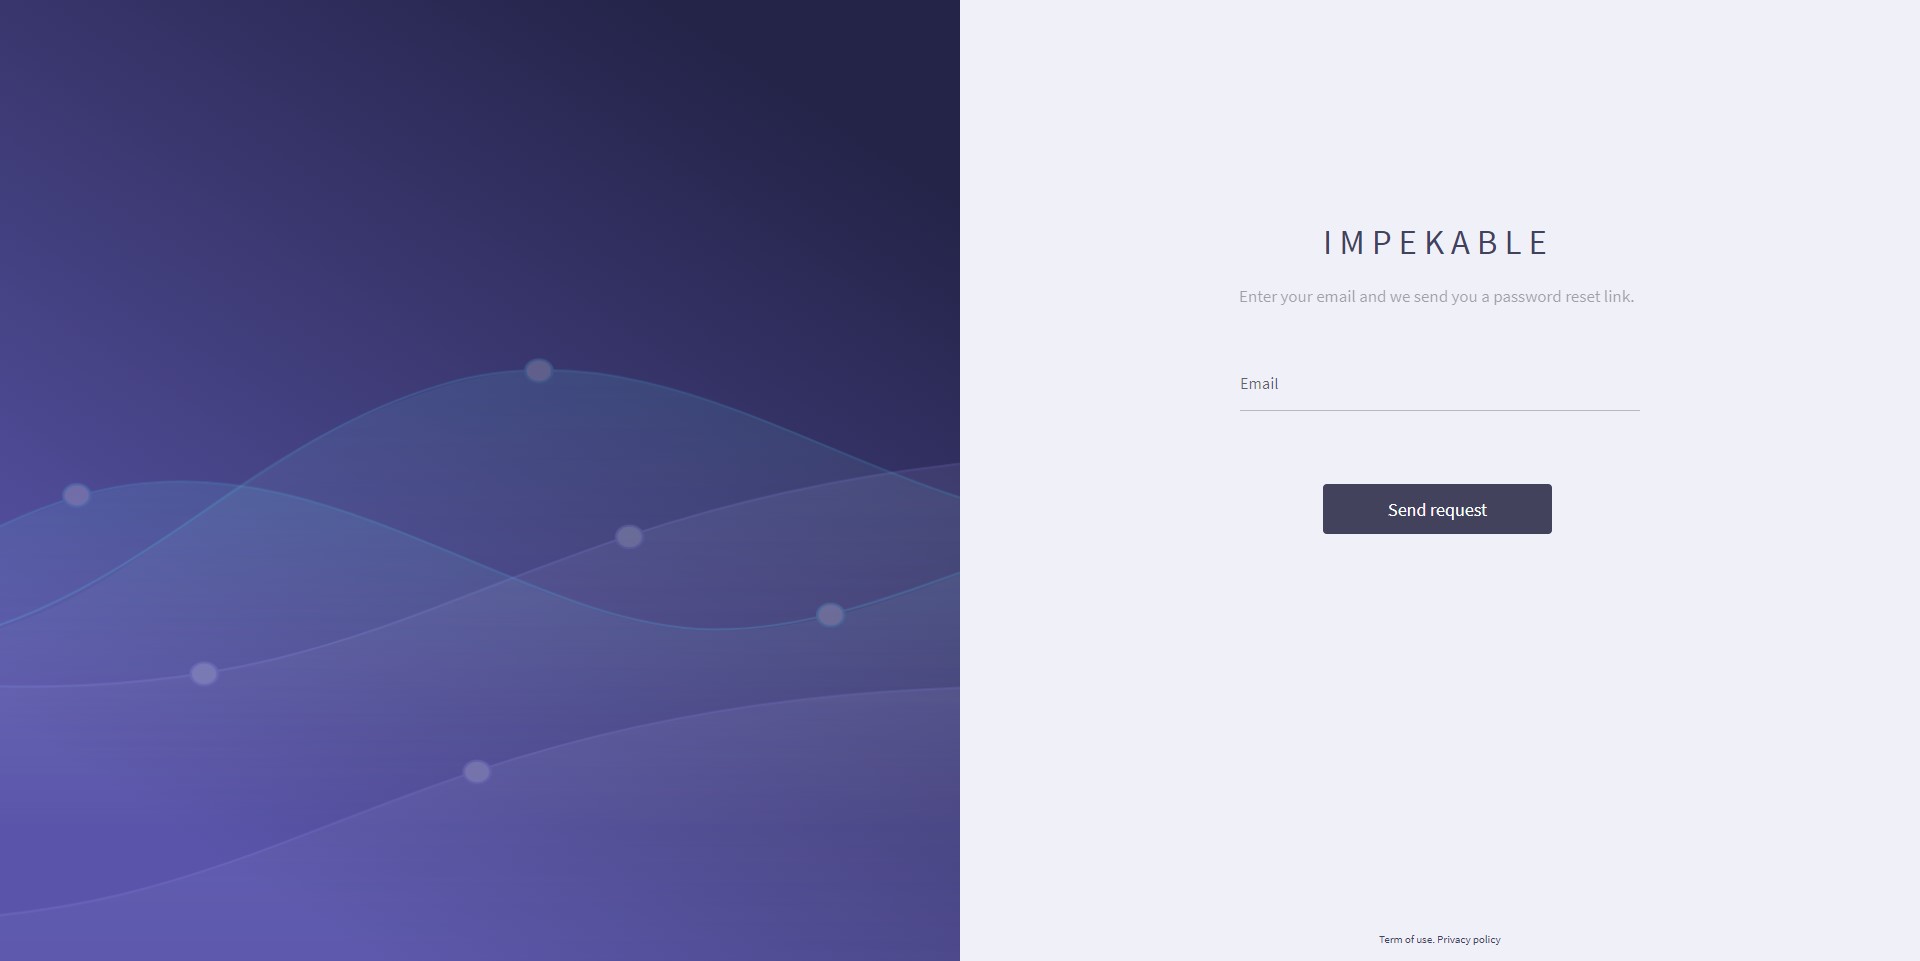 IMPEKABLE
Enter your email and we send you a password reset link.
Email
Send request
Term of use. Privacy policy